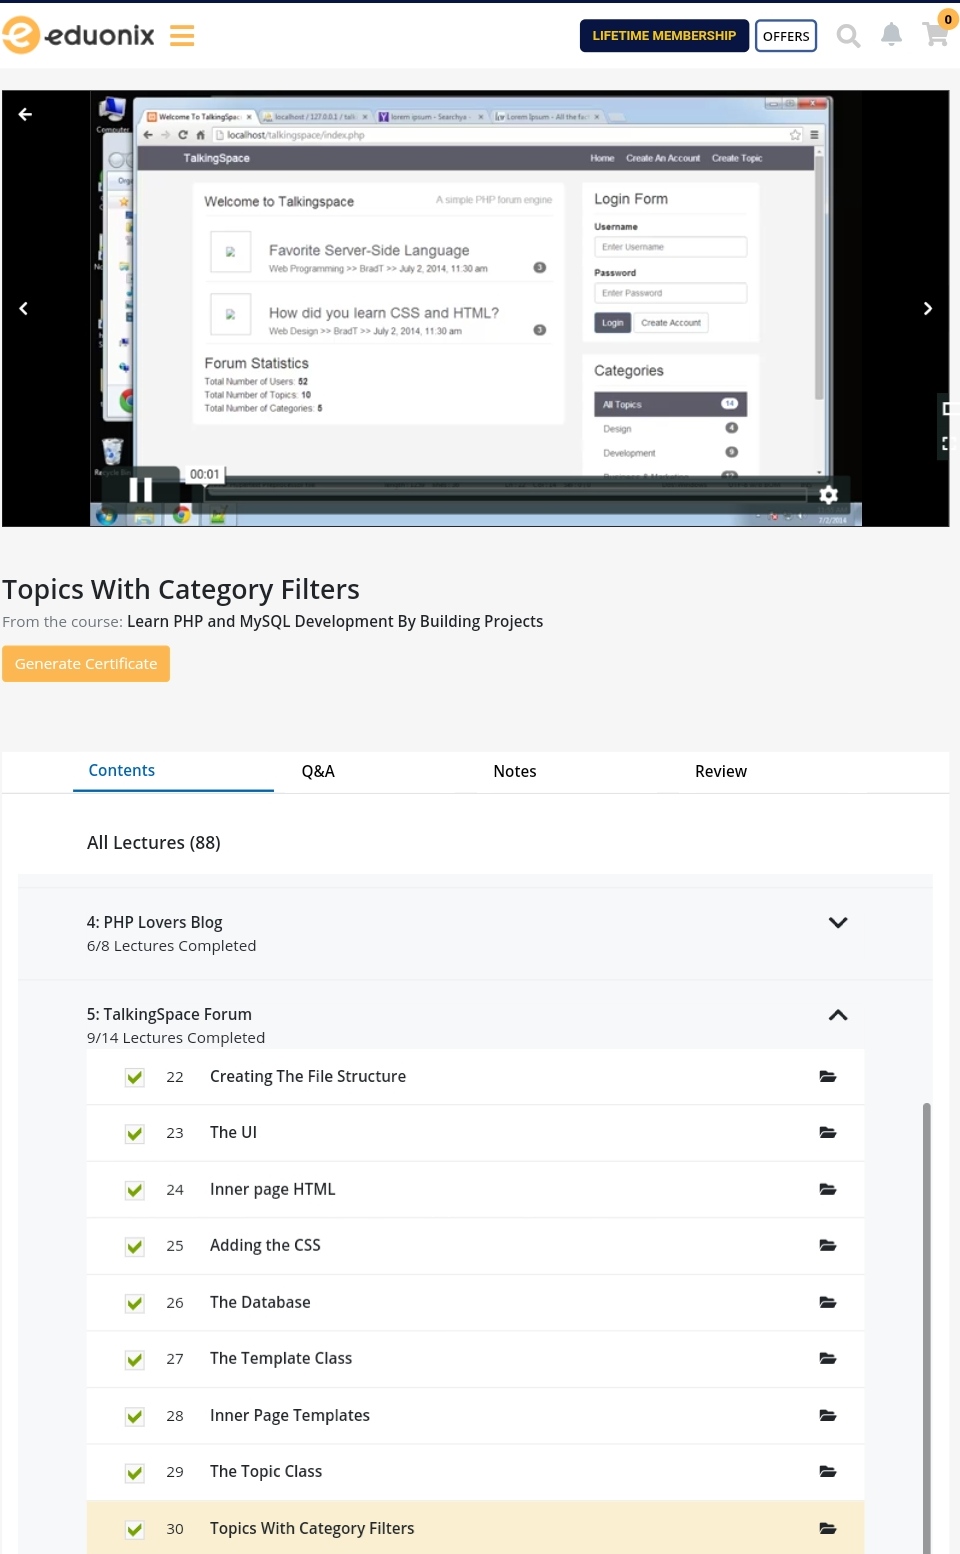 eduonix
LIFETIME MEMBERSHIP
OFFERS
0
Computer
Welcome To TalkingSpac
localhost / 127.0.0.1 / talk
lorem ipsum - Searchya -
Lorem Ipsum - All the fac
localhost/talkingspace/index.php
TalkingSpace
Home Create An Account Create Topic
Welcome to Talkingspace
A simple PHP forum engine
Favorite Server-Side Language
Web Programming >> BradT >> July 2, 2014, 11:30 am
3
How did you learn CSS and HTML?
Web Design >> BradT >> July 2, 2014, 11:30 am
3
Forum Statistics
Total Number of Users: 52
Total Number of Topics: 10
Total Number of Categories: 5
Login Form
Username
Enter Username
Password
Enter Password
Login
Create Account
Categories
All Topics 14
Design 4
Development 9
00:01
7/2/2014
Topics With Category Filters
From the course: Learn PHP and MySQL Development By Building Projects
Generate Certificate
Contents
Q&A
Notes
Review
All Lectures (88)
4: PHP Lovers Blog
6/8 Lectures Completed
5: TalkingSpace Forum
9/14 Lectures Completed
22 Creating The File Structure
23 The UI
24 Inner page HTML
25 Adding the CSS
26 The Database
27 The Template Class
28 Inner Page Templates
29 The Topic Class
30 Topics With Category Filters